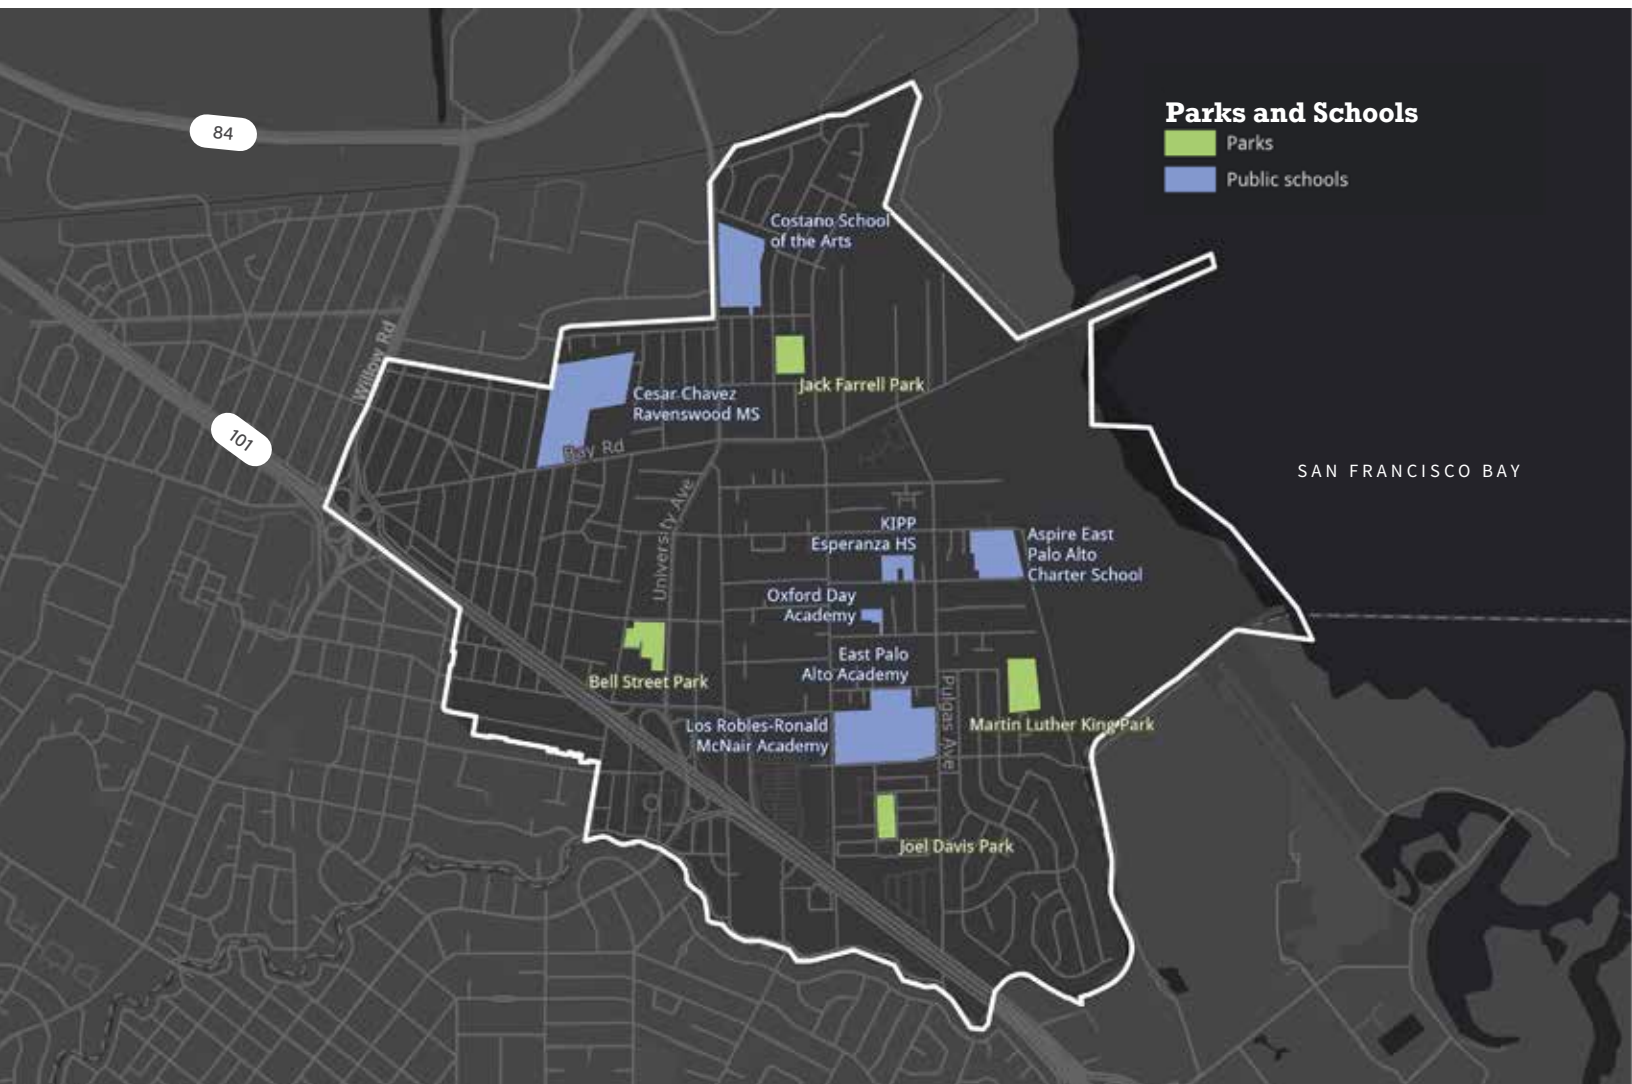 84
Parks and Schools
Parks
Public schools
Costano School
of the Arts
Willow Rd
Jack Farrell Park
Cesar Chavez
Ravenswood MS
101
Bay Rd
SAN FRANCISCO BAY
University Ave
KIPP
Esperanza HS
Aspire East
Palo Alto
Charter School
Oxford Day
Academy
East Palo
Alto Academy
Bell Street Park
Pulgas Ave
Martin Luther King Park
Los Robles-Ronald
McNair Academy
Joel Davis Park